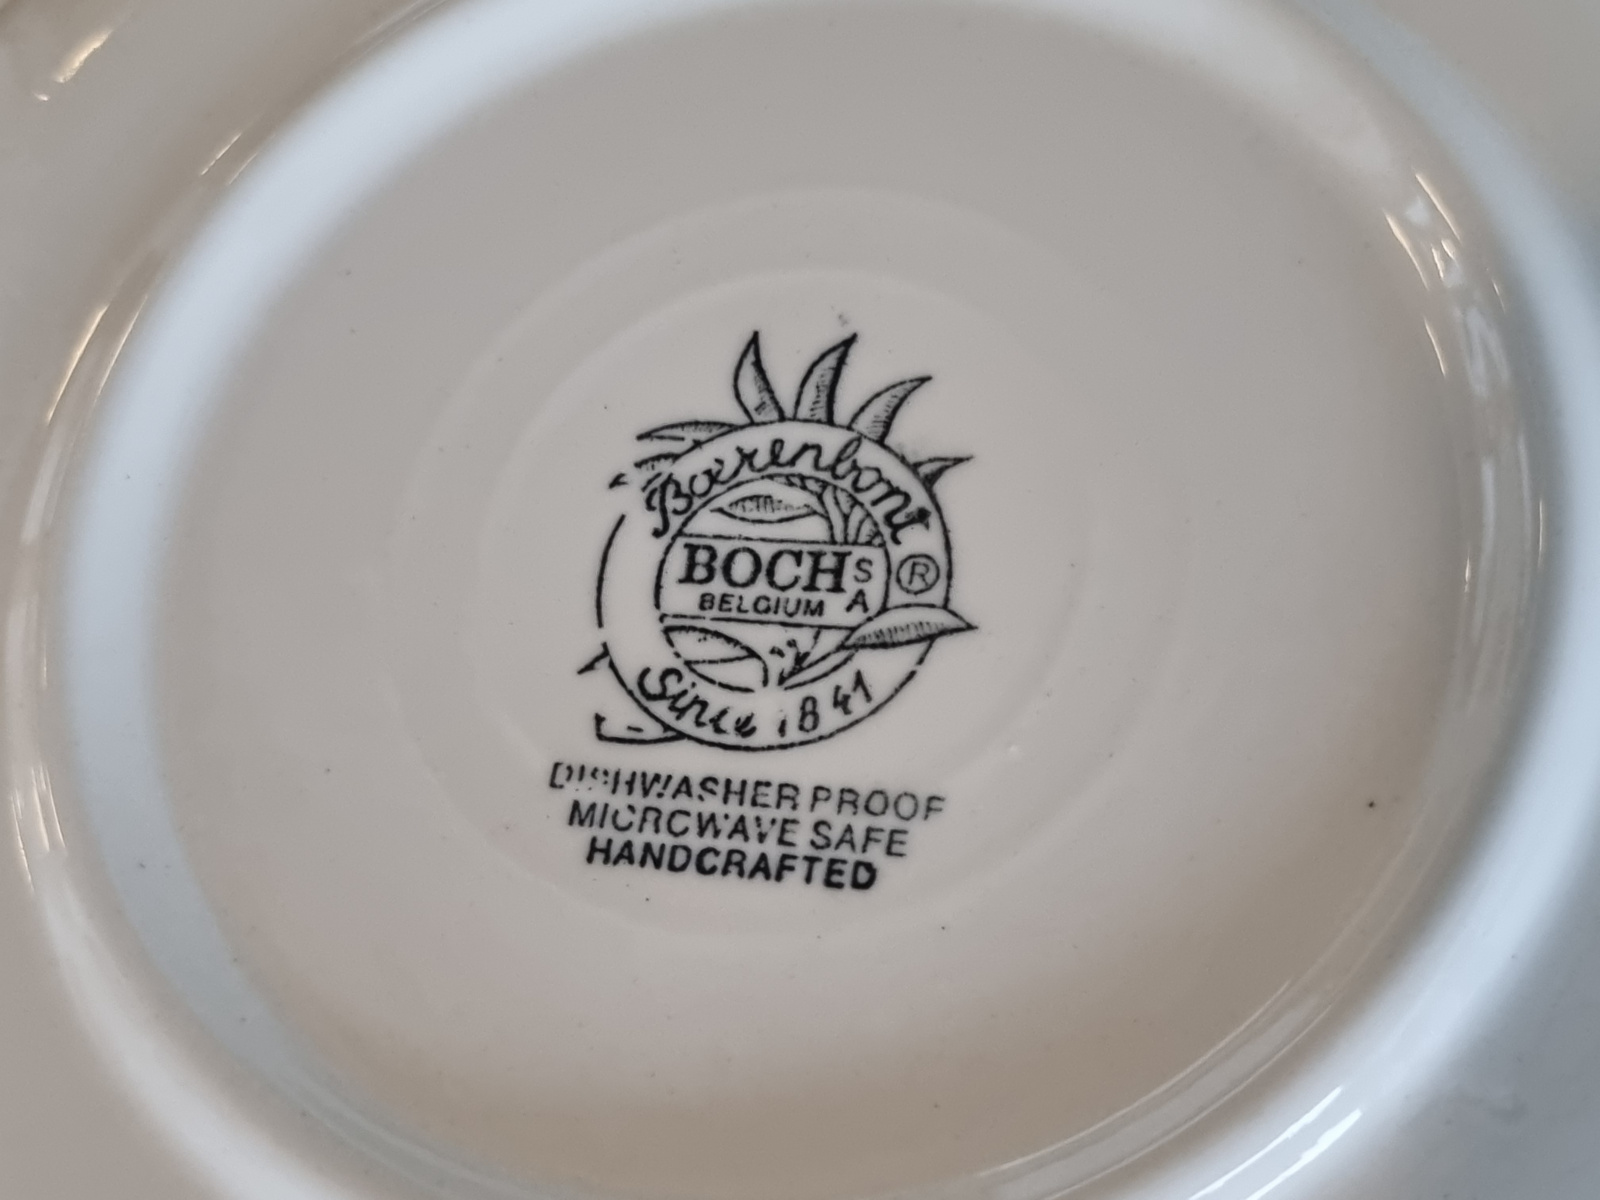 Boerenbont
BOCH S A
BELGIUM
®
Since 1841
DISHWASHER PROOF
MICROWAVE SAFE
HANDCRAFTED